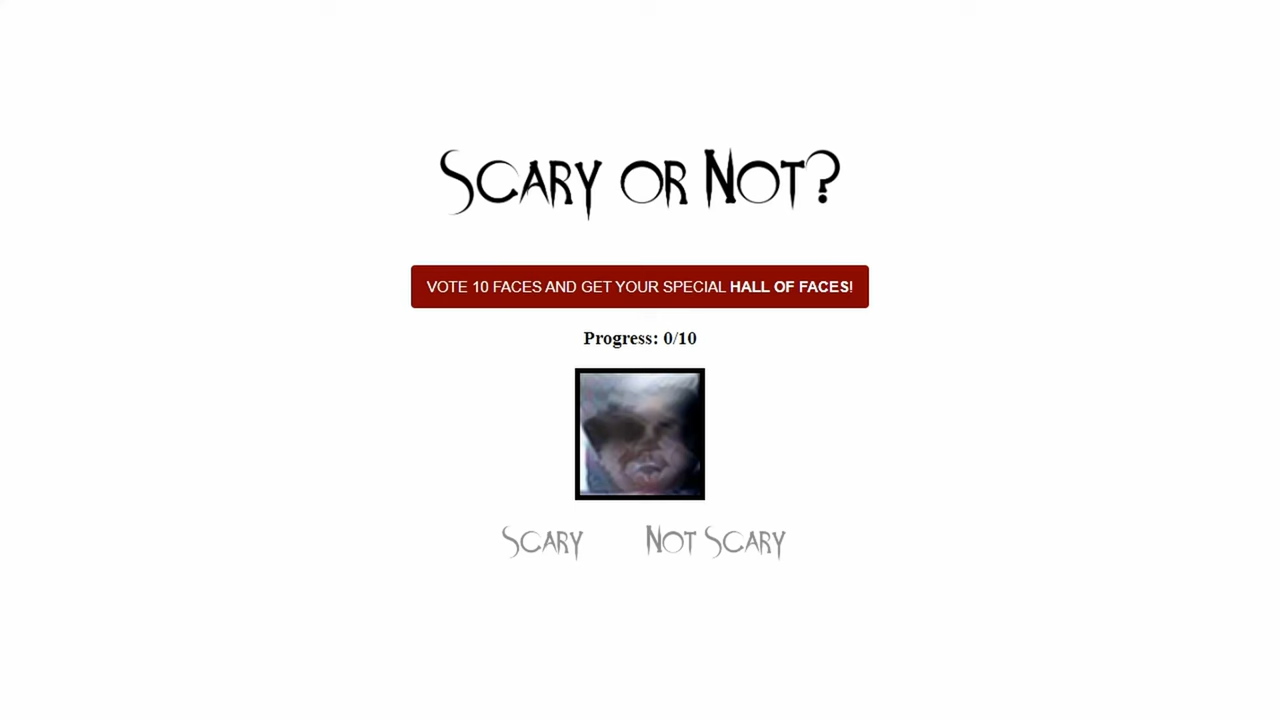 Scary or Not?
VOTE 10 FACES AND GET YOUR SPECIAL HALL OF FACES!
Progress: 0/10
Scary Not Scary